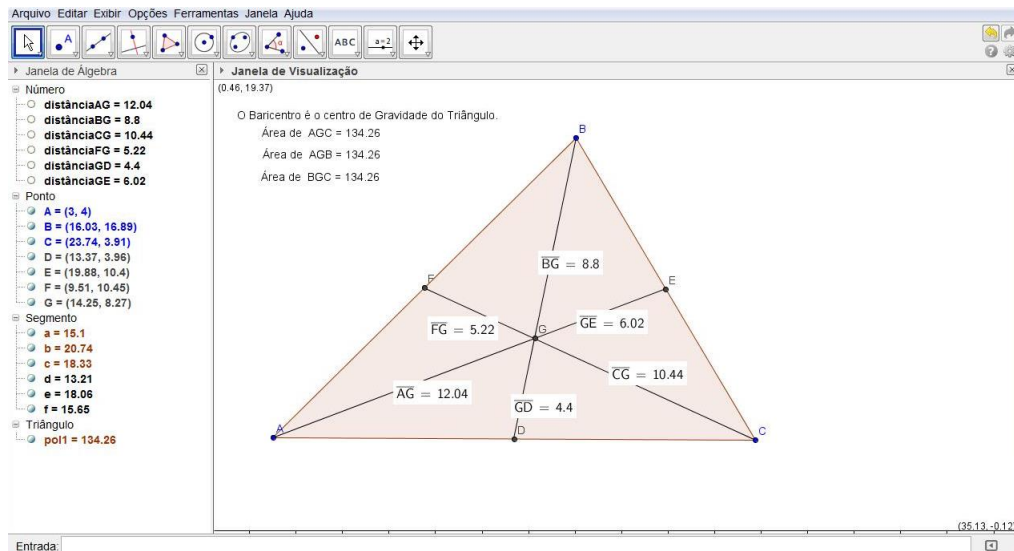 Arquivo Editar Exibir Opções Ferramentas Janela Ajuda
A
α
ABC
a=2
Janela de Álgebra
Janela de Visualização
Número
distânciaAG = 12.04
distânciaBG = 8.8
distânciaCG = 10.44
distânciaFG = 5.22
distânciaGD = 4.4
distânciaGE = 6.02
Ponto
A = (3, 4)
B = (16.03, 16.89)
C = (23.74, 3.91)
D = (13.37, 3.96)
E = (19.88, 10.4)
F = (9.51, 10.45)
G = (14.25, 8.27)
Segmento
a = 15.1
b = 20.74
c = 18.33
d = 13.21
e = 18.06
f = 15.65
Triângulo
pol1 = 134.26
(0.46, 19.37)
O Baricentro é o centro de Gravidade do Triângulo.
Área de AGC = 134.26
Área de AGB = 134.26
Área de BGC = 134.26
B
BG = 8.8
F
E
FG = 5.22
G
GE = 6.02
CG = 10.44
AG = 12.04
GD = 4.4
A
D
C
(35.13, -0.12)
Entrada: